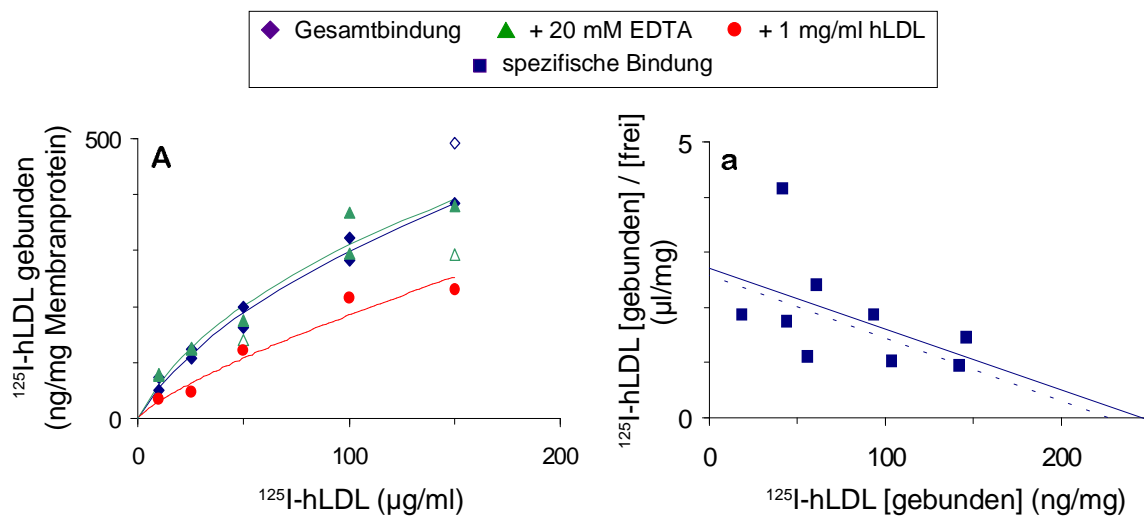 Gesamtbindung + 20 mM EDTA + 1 mg/ml hLDL
spezifische Bindung
A
¹²⁵I-hLDL gebunden
(ng/mg Membranprotein)
500
0
0 100 200
¹²⁵I-hLDL (µg/ml)
a
¹²⁵I-hLDL [gebunden] / [frei]
(µl/mg)
5
0
0 100 200
¹²⁵I-hLDL [gebunden] (ng/mg)